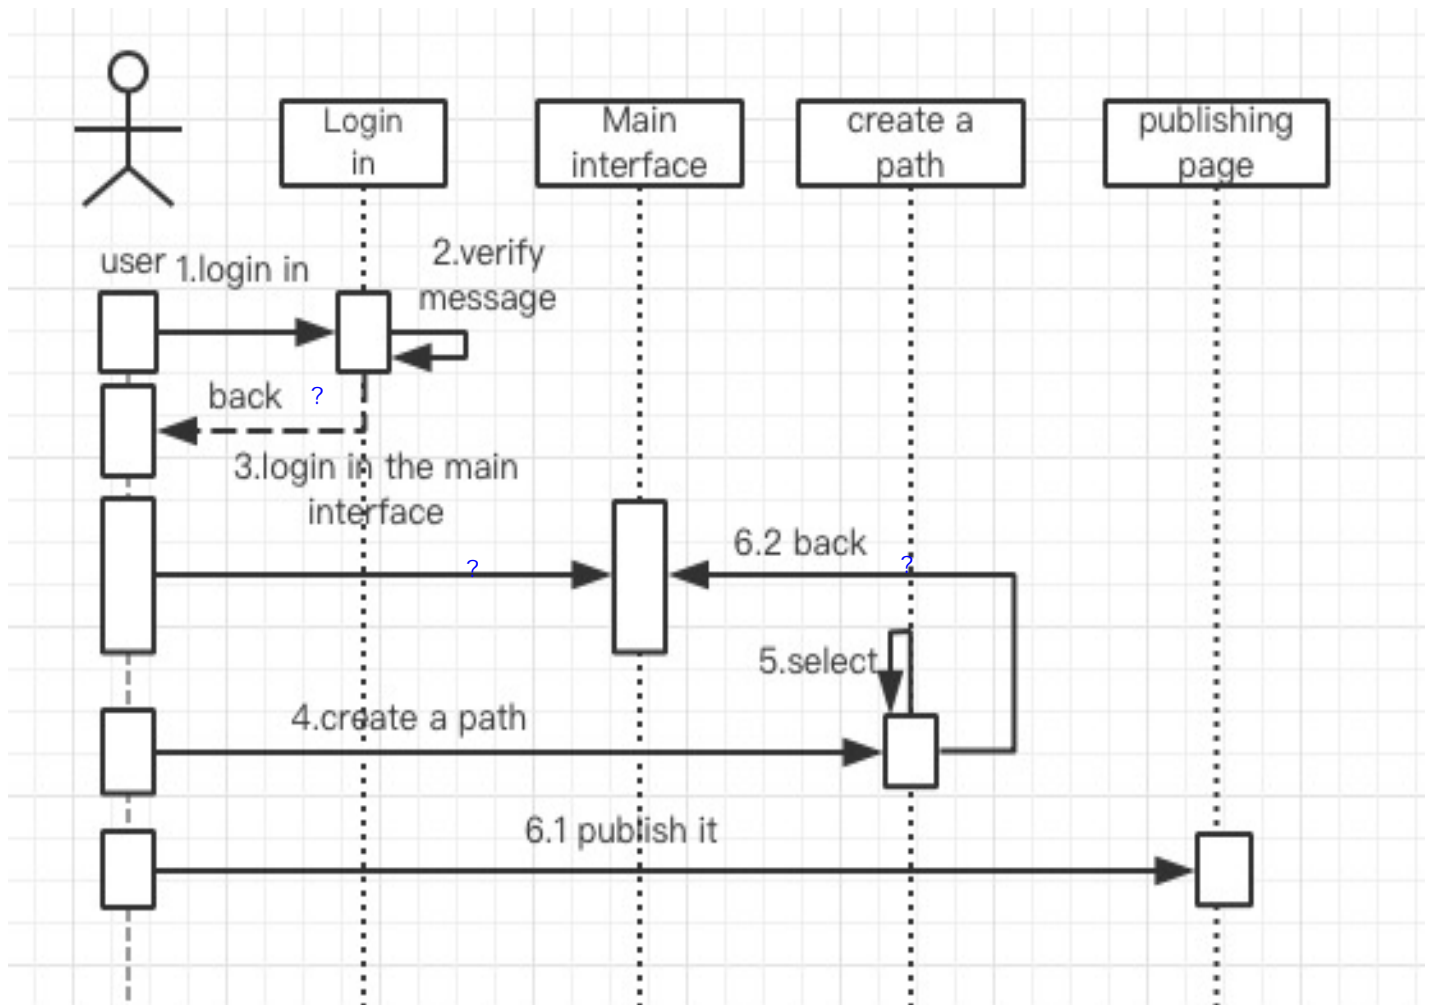 Login
in
Main
interface
create a
path
publishing
page
user
1.login in
2.verify
message
back
?
3.login in the main
interface
?
6.2 back
?
5.select
4.create a path
6.1 publish it